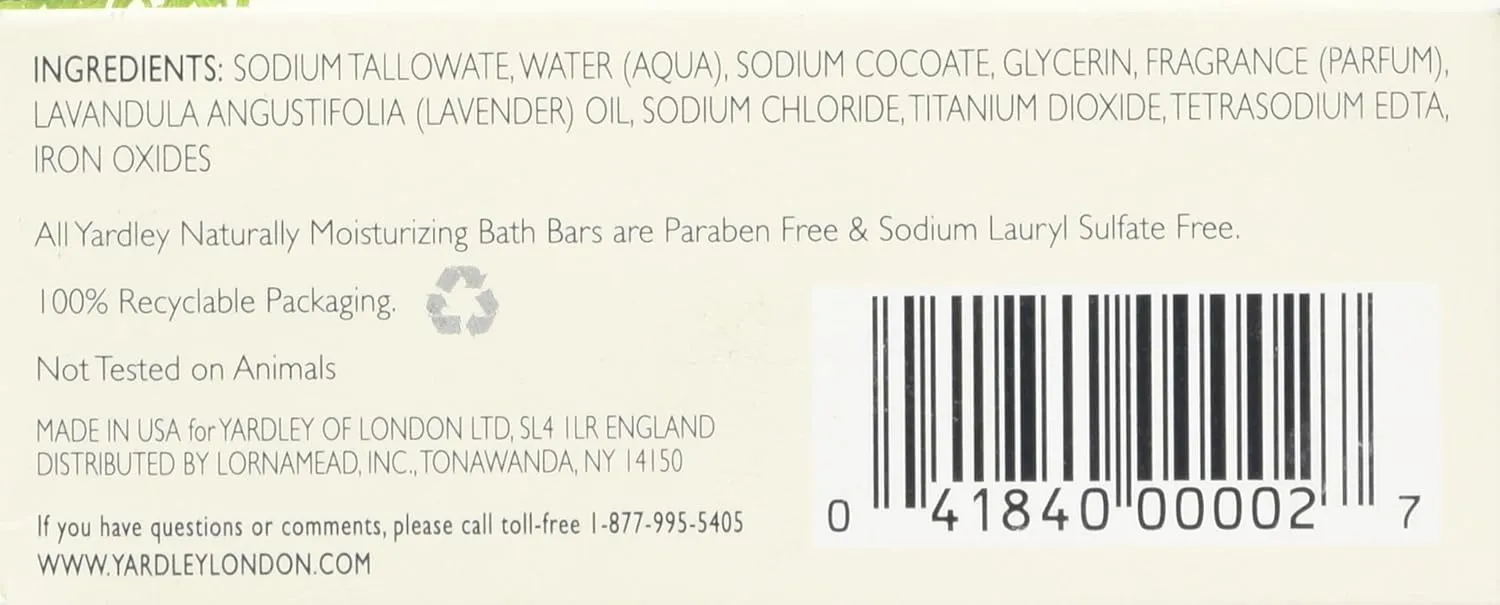 INGREDIENTS: SODIUM TALLOWATE, WATER (AQUA), SODIUM COCOATE, GLYCERIN, FRAGRANCE (PARFUM),
LAVANDULA ANGUSTIFOLIA (LAVENDER) OIL, SODIUM CHLORIDE, TITANIUM DIOXIDE, TETRASODIUM EDTA,
IRON OXIDES
All Yardley Naturally Moisturizing Bath Bars are Paraben Free & Sodium Lauryl Sulfate Free.
100% Recyclable Packaging.
Not Tested on Animals
MADE IN USA for YARDLEY OF LONDON LTD, SL4 1LR ENGLAND
DISTRIBUTED BY LORNAMEAD, INC., TONAWANDA, NY 14150
If you have questions or comments, please call toll-free 1-877-995-5405
WWW.YARDLEYLONDON.COM
0 41840 00002 7